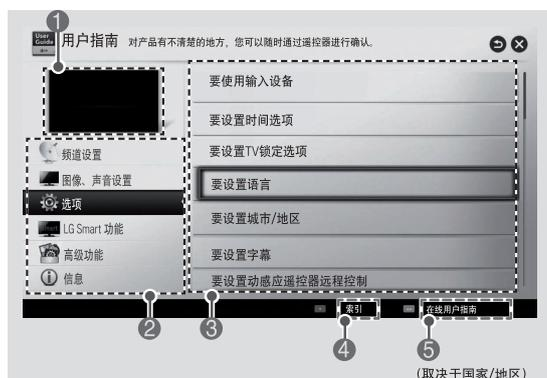 1
User Guide
用户指南 对产品有不清楚的地方，您可以随时通过遥控器进行确认。
频道设置
图像、声音设置
选项
LG Smart 功能
高级功能
信息
要使用输入设备
要设置时间选项
要设置TV锁定选项
要设置语言
要设置城市/地区
要设置字幕
要设置动感应遥控器远程控制
索引
在线用户指南
2
3
4
5
(取决于国家/地区)